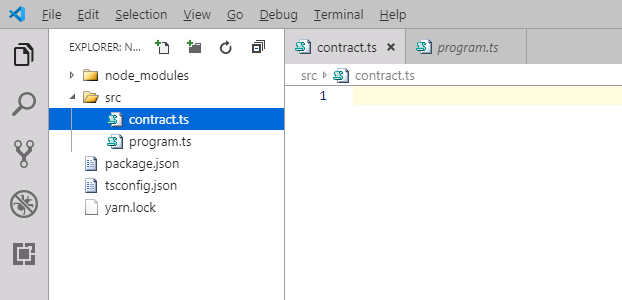 File Edit Selection View Go Debug Terminal Help
EXPLORER: N...
node_modules
src
contract.ts
program.ts
package.json
tsconfig.json
yarn.lock
contract.ts program.ts
src contract.ts
1